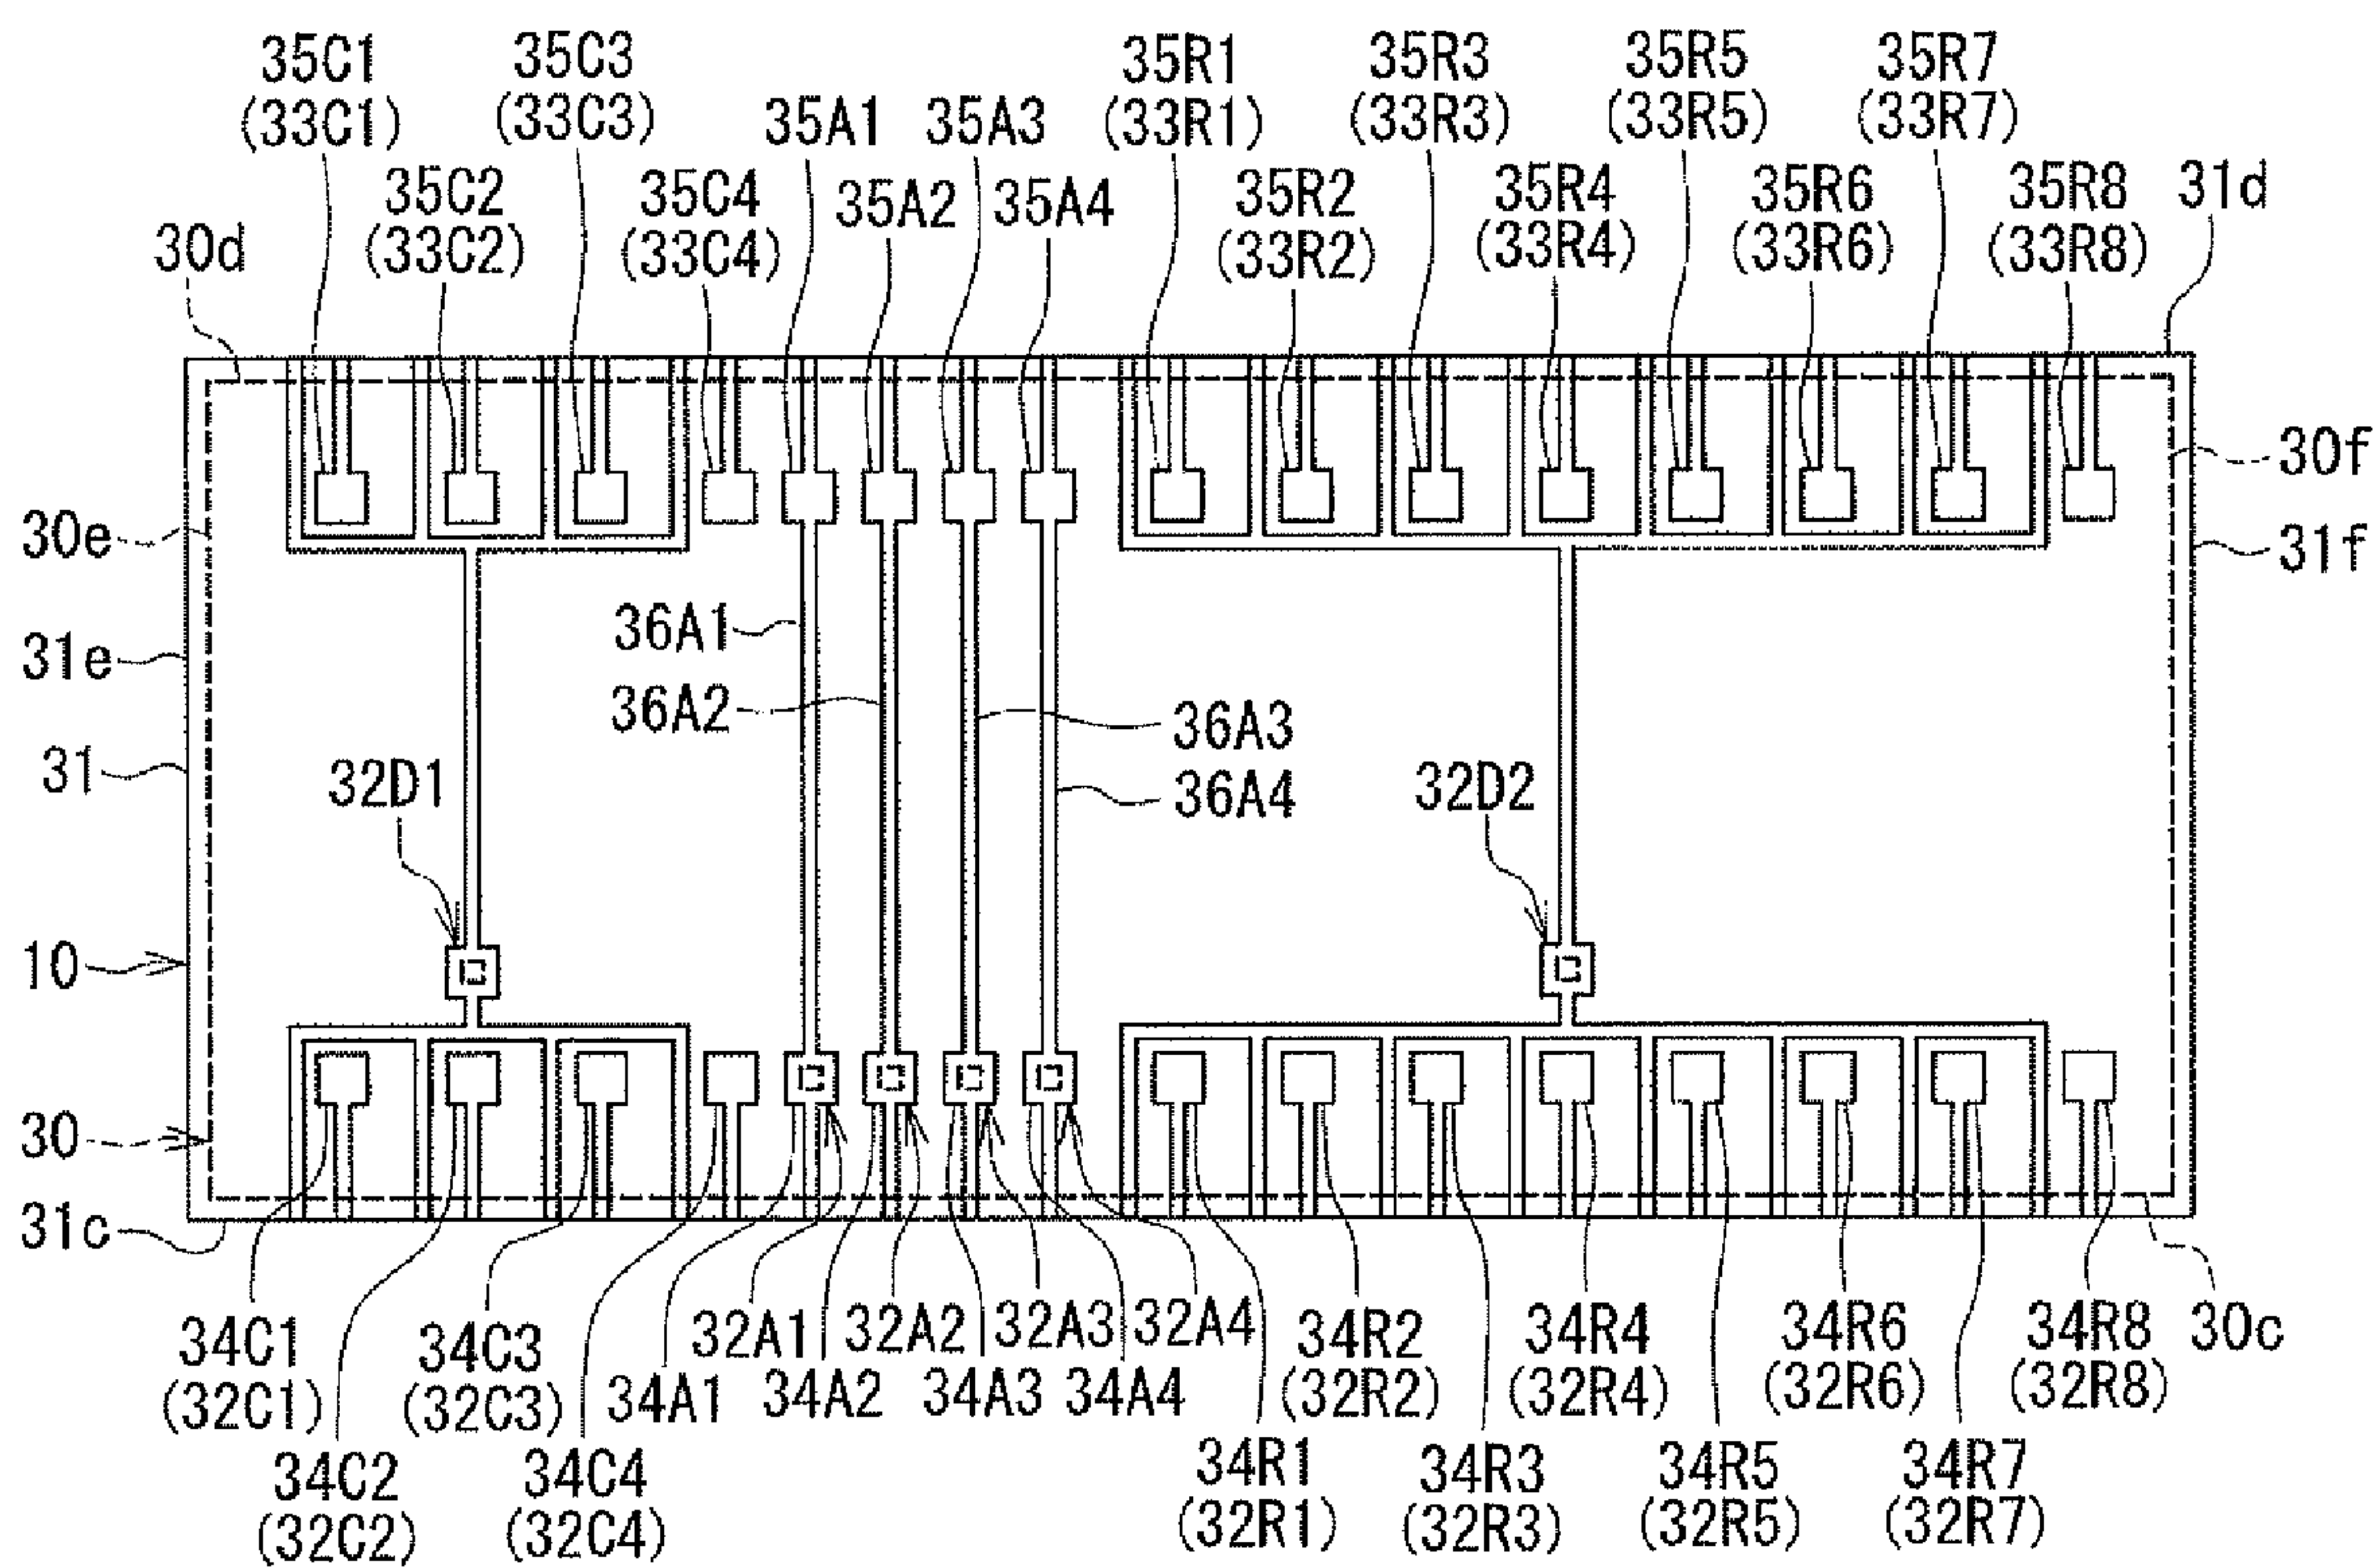 35C1
(33C1)
35C3
(33C3)
35A1
35A3
35R1
(33R1)
35R3
(33R3)
35R5
(33R5)
35R7
(33R7)
30d
35C2
(33C2)
35C4
(33C4)
35A2
35A4
35R2
(33R2)
35R4
(33R4)
35R6
(33R6)
35R8
(33R8)
31d
30f
30e
31f
36A1
31e
36A2
36A3
31
32D1
36A4
32D2
10
30
31c
34C1
(32C1)
34C3
(32C3)
34A1
32A1
34A2
32A2
34A3
32A3
34A4
32A4
34R2
(32R2)
34R4
(32R4)
34R6
(32R6)
34R8
(32R8)
30c
34C2
(32C2)
34C4
(32C4)
34R1
(32R1)
34R3
(32R3)
34R5
(32R5)
34R7
(32R7)